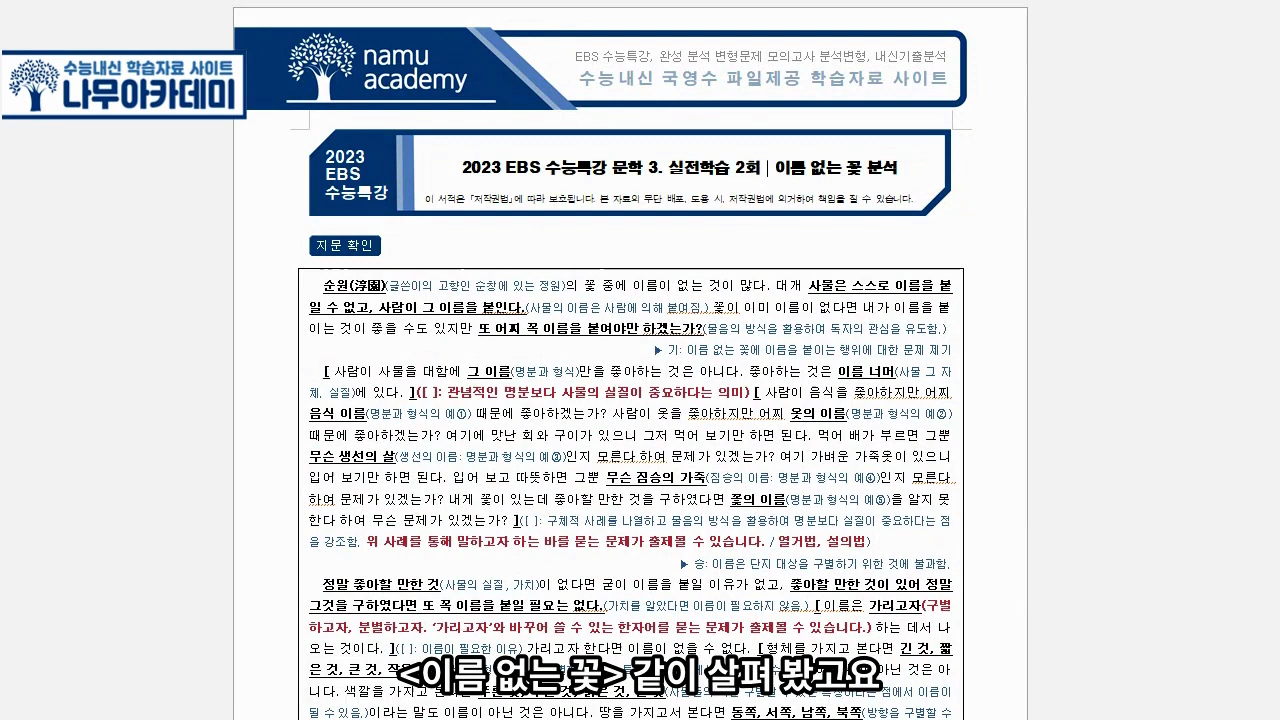 수능내신 학습자료 사이트
나무아카데미
namu
academy
EBS 수능특강, 완성 분석 변형문제 모의고사 분석변형, 내신기출분석
수능내신 국영수 파일제공 학습자료 사이트
2023
EBS
수능특강
2023 EBS 수능특강 문학 3. 실전학습 2회 | 이름 없는 꽃 분석
이 서적은 「저작권법」에 따라 보호됩니다. 본 자료의 무단 배포, 도용 시, 저작권법에 의거하여 책임을 질 수 있습니다.
지문 확인
순원(淳園)(글쓴이의 고향인 순창에 있는 정원)의 꽃 중에 이름이 없는 것이 많다. 대개 사물은 스스로 이름을 붙
일 수 없고, 사람이 그 이름을 붙인다.(사물의 이름은 사람에 의해 붙여짐.) 꽃이 이미 이름이 없다면 내가 이름을 붙
이는 것이 좋을 수도 있지만 또 어찌 꼭 이름을 붙여야만 하겠는가?(물음의 방식을 활용하여 독자의 관심을 유도함.)
▶ 기: 이름 없는 꽃에 이름을 붙이는 행위에 대한 문제 제기
[ 사람이 사물을 대함에 그 이름(명분과 형식)만을 좋아하는 것은 아니다. 좋아하는 것은 이름 너머(사물 그 자
체, 실질)에 있다. ]([ ]: 관념적인 명분보다 사물의 실질이 중요하다는 의미) [ 사람이 음식을 좋아하지만 어찌
음식 이름(명분과 형식의 예①) 때문에 좋아하겠는가? 사람이 옷을 좋아하지만 어찌 옷의 이름(명분과 형식의 예②)
때문에 좋아하겠는가? 여기에 맛난 회와 구이가 있으니 그저 먹어 보기만 하면 된다. 먹어 배가 부르면 그뿐
무슨 생선의 살(생선의 이름: 명분과 형식의 예③)인지 모른다 하여 문제가 있겠는가? 여기 가벼운 가죽옷이 있으니
입어 보기만 하면 된다. 입어 보고 따뜻하면 그뿐 무슨 짐승의 가죽(짐승의 이름: 명분과 형식의 예④)인지 모른다
하여 문제가 있겠는가? 내게 꽃이 있는데 좋아할 만한 것을 구하였다면 꽃의 이름(명분과 형식의 예⑤)을 알지 못
한다 하여 무슨 문제가 있겠는가? ]([ ]: 구체적 사례를 나열하고 물음의 방식을 활용하여 명분보다 실질이 중요하다는 점
을 강조함. 위 사례를 통해 말하고자 하는 바를 묻는 문제가 출제될 수 있습니다. / 열거법, 설의법)
▶ 승: 이름은 단지 대상을 구별하기 위한 것에 불과함.
정말 좋아할 만한 것(사물의 실질, 가치)이 없다면 굳이 이름을 붙일 이유가 없고, 좋아할 만한 것이 있어 정말
그것을 구하였다면 또 꼭 이름을 붙일 필요는 없다.(가치를 알았다면 이름이 필요하지 않음.) [ 이름은 가리고자(구별
하고자, 분별하고자. ‘가리고자’와 바꾸어 쓸 수 있는 한자어를 묻는 문제가 출제될 수 있습니다.) 하는 데서 나
오는 것이다. ]([ ]: 이름이 필요한 이유) 가리고자 한다면 이름이 없을 수 없다. [ 형체를 가지고 본다면 긴 것, 짧
은 것, 큰 것, 작은 아닌 것은 아
니다. 색깔을 가지고 이름이
될 수 있음.)이라는 말도 이름이 아닌 것은 아니다. 땅을 가지고서 본다면 동쪽, 서쪽, 남쪽, 북쪽(방향을 구별할 수
<이름 없는 꽃> 같이 살펴 봤고요